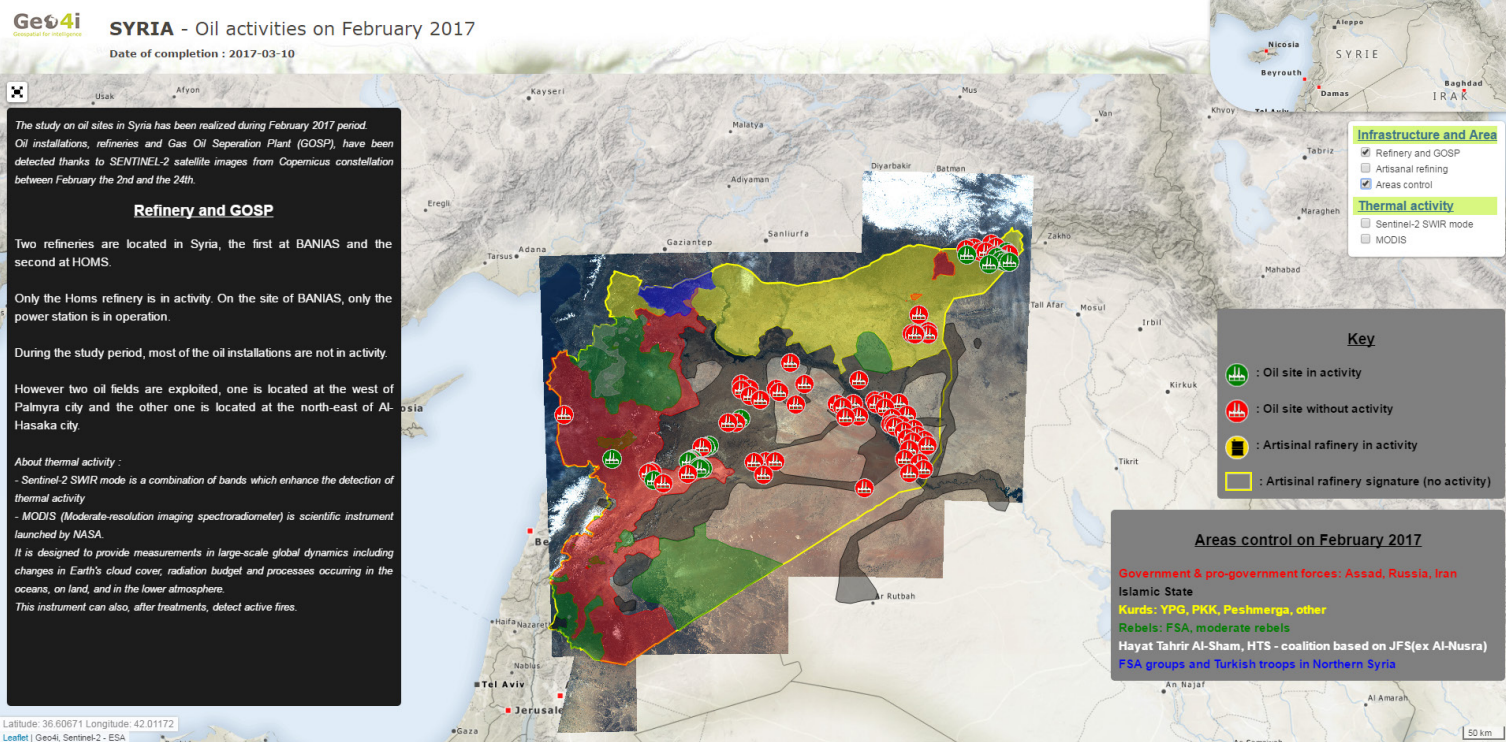 Geo4i
Geospatial for Intelligence
SYRIA - Oil activities on February 2017
Date of completion : 2017-03-10
The study on oil sites in Syria has been realized during February 2017 period.
Oil installations, refineries and Gas Oil Seperation Plant (GOSP), have been
detected thanks to SENTINEL-2 satellite images from Copernicus constellation
between February the 2nd and the 24th.
Refinery and GOSP
Two refineries are located in Syria, the first at BANIAS and the
second at HOMS.
Only the Homs refinery is in activity. On the site of BANIAS, only the
power station is in operation.
During the study period, most of the oil installations are not in activity.
However two oil fields are exploited, one is located at the west of
Palmyra city and the other one is located at the north-east of Al-
Hasaka city.
About thermal activity :
- Sentinel-2 SWIR mode is a combination of bands which enhance the detection of
thermal activity
- MODIS (Moderate-resolution imaging spectroradiometer) is scientific instrument
launched by NASA.
It is designed to provide measurements in large-scale global dynamics including
changes in Earth's cloud cover, radiation budget and processes occurring in the
oceans, on land, and in the lower atmosphere.
This instrument can also, after treatments, detect active fires.
Latitude: 36.60671 Longitude: 42.01172
Leaflet | Geo4i, Sentinel-2 - ESA
Usak
Afyon
Kayseri
Mus
Van
Khvoy
Malatya
Tabriz
Diyarbakir
Batman
Adiyaman
Eregli
Maragheh
Sanliurfa
Gaziantep
Zakho
Adana
Tarsus
Mahabad
Tall Afar
Mosul
Irbil
Kirkuk
osia
Tikrit
Be
Ar Rutbah
Haifa
Nazaret
Nablus
Tel Aviv
Jerusale
Gaza
An Najaf
Al Amarah
50 km
Aleppo
Nicosia
SYRIE
Beyrouth
Baghdad
Damas
IRAK
Tel Aviv
Infrastructure and Area
Refinery and GOSP
Artisanal refining
Areas control
Thermal activity
Sentinel-2 SWIR mode
MODIS
Key
: Oil site in activity
: Oil site without activity
: Artisinal rafinery in activity
: Artisinal rafinery signature (no activity)
Areas control on February 2017
Government & pro-government forces: Assad, Russia, Iran
Islamic State
Kurds: YPG, PKK, Peshmerga, other
Rebels: FSA, moderate rebels
Hayat Tahrir Al-Sham, HTS - coalition based on JFS(ex Al-Nusra)
FSA groups and Turkish troops in Northern Syria